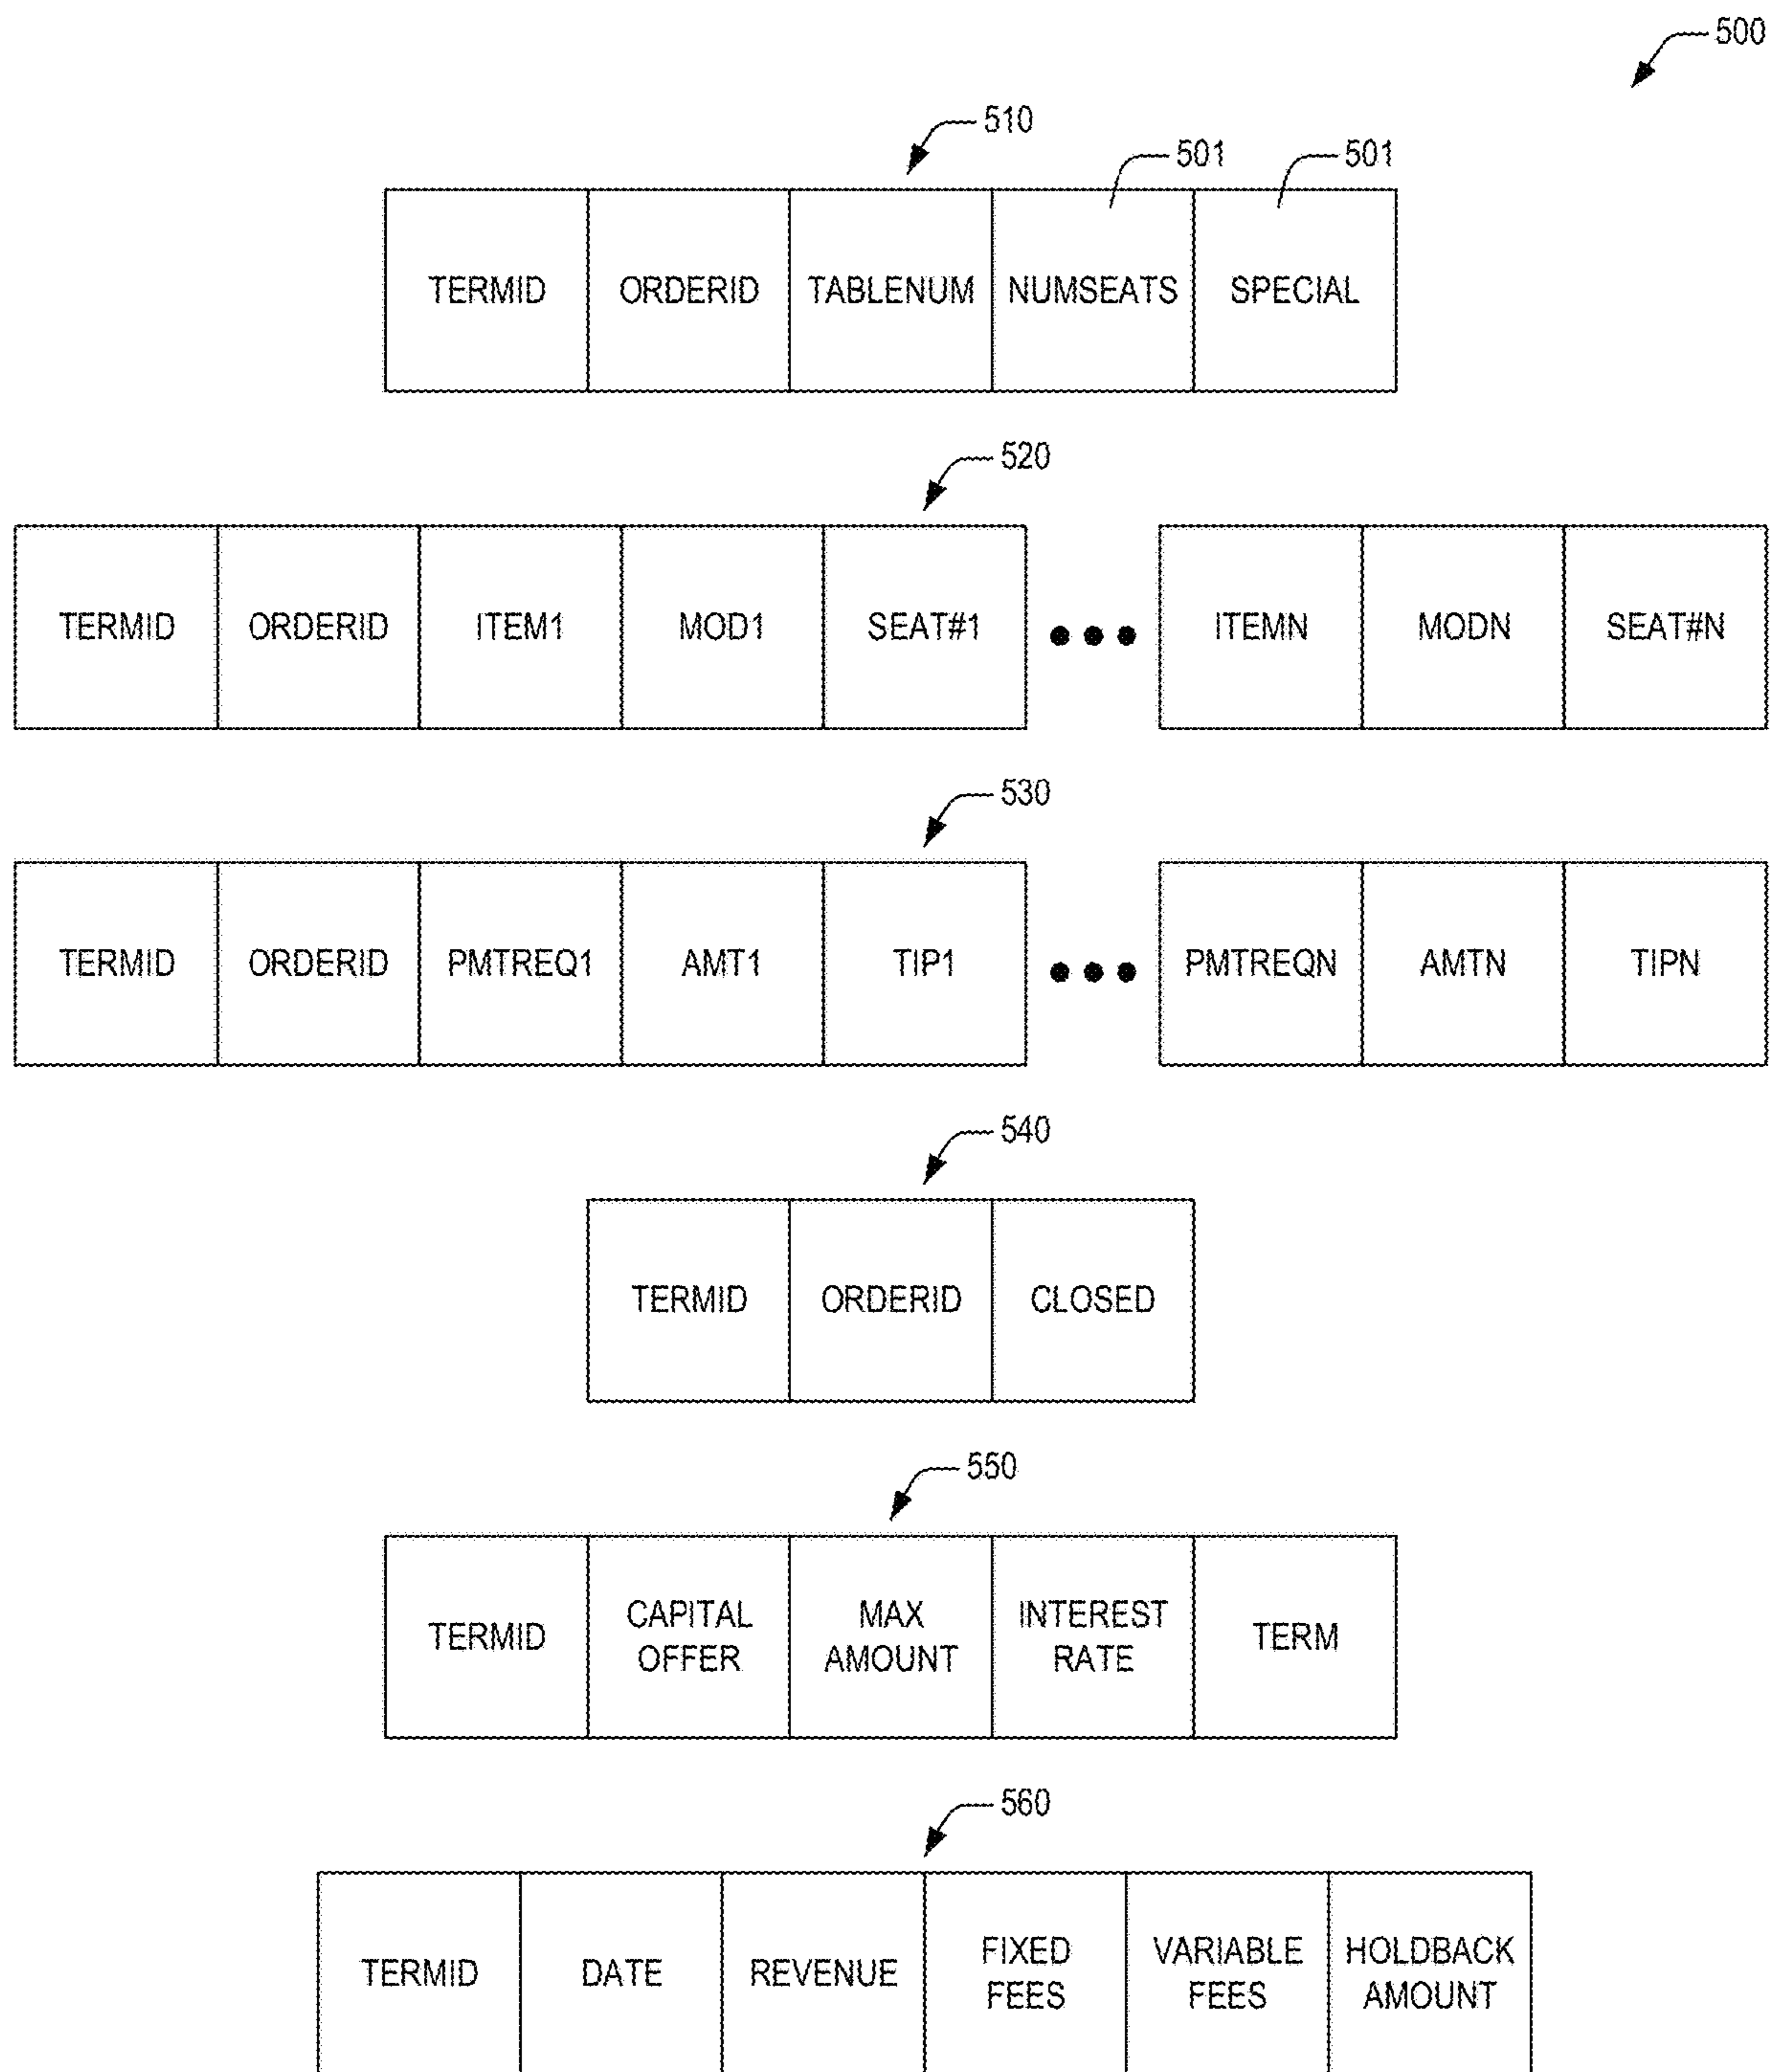 500
510
501 501
TERMID ORDERID TABLENUM NUMSEATS SPECIAL
520
TERMID ORDERID ITEM1 MOD1 SEAT#1 ••• ITEMN MODN SEAT#N
530
TERMID ORDERID PMTREQ1 AMT1 TIP1 ••• PMTREQN AMTN TIPN
540
TERMID ORDERID CLOSED
550
TERMID CAPITAL OFFER MAX AMOUNT INTEREST RATE TERM
560
TERMID DATE REVENUE FIXED FEES VARIABLE FEES HOLDBACK AMOUNT